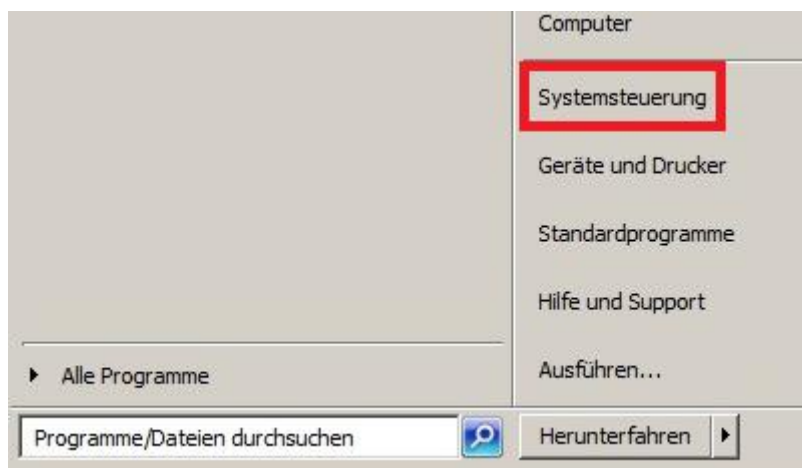 Computer
Systemsteuerung
Geräte und Drucker
Standardprogramme
Hilfe und Support
Ausführen...
Alle Programme
Programme/Dateien durchsuchen
Herunterfahren